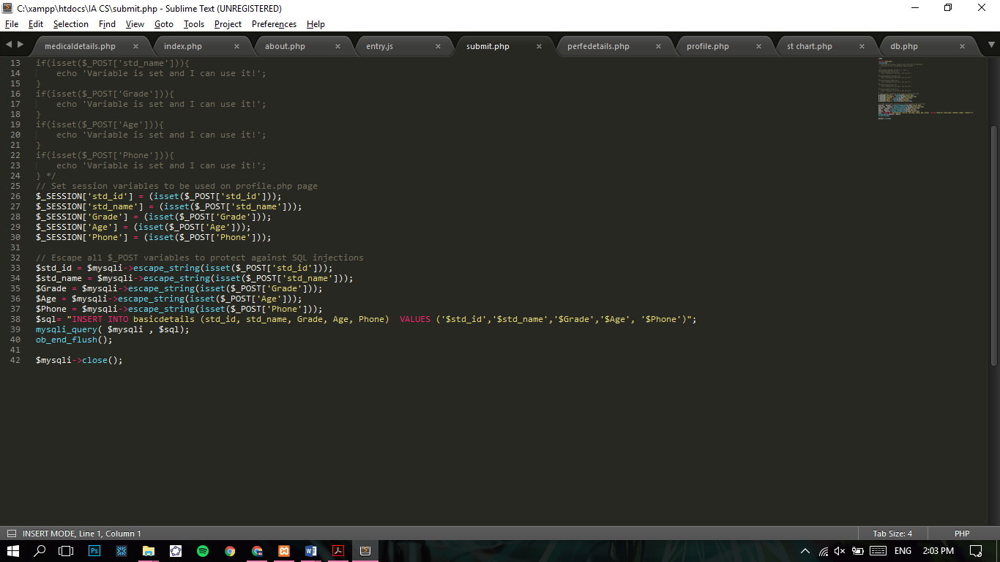 C:\xampp\htdocs\IA CS\submit.php - Sublime Text (UNREGISTERED)
File Edit Selection Find View Goto Tools Project Preferences Help
medicaldetails.php × index.php × about.php × entry.js × submit.php × perfedetails.php × profile.php × st chart.php × db.php ×
13 if(isset($_POST['std_name'])){
14     echo 'Variable is set and I can use it!';
15 }
16 if(isset($_POST['Grade'])){
17     echo 'Variable is set and I can use it!';
18 }
19 if(isset($_POST['Age'])){
20     echo 'Variable is set and I can use it!';
21 }
22 if(isset($_POST['Phone'])){
23     echo 'Variable is set and I can use it!';
24 } */
25 // Set session variables to be used on profile.php page
26 $_SESSION['std_id'] = (isset($_POST['std_id']));
27 $_SESSION['std_name'] = (isset($_POST['std_name']));
28 $_SESSION['Grade'] = (isset($_POST['Grade']));
29 $_SESSION['Age'] = (isset($_POST['Age']));
30 $_SESSION['Phone'] = (isset($_POST['Phone']));
31
32 // Escape all $_POST variables to protect against SQL injections
33 $std_id = $mysqli->escape_string(isset($_POST['std_id']));
34 $std_name = $mysqli->escape_string(isset($_POST['std_name']));
35 $Grade = $mysqli->escape_string(isset($_POST['Grade']));
36 $Age = $mysqli->escape_string(isset($_POST['Age']));
37 $Phone = $mysqli->escape_string(isset($_POST['Phone']));
38 $sql= "INSERT INTO basicdetails (std_id, std_name, Grade, Age, Phone)  VALUES ('$std_id','$std_name','$Grade','$Age', '$Phone')";
39 mysqli_query( $mysqli , $sql);
40 ob_end_flush();
41
42 $mysqli->close();
INSERT MODE, Line 1, Column 1 Tab Size: 4 PHP
Ps ENG 2:03 PM